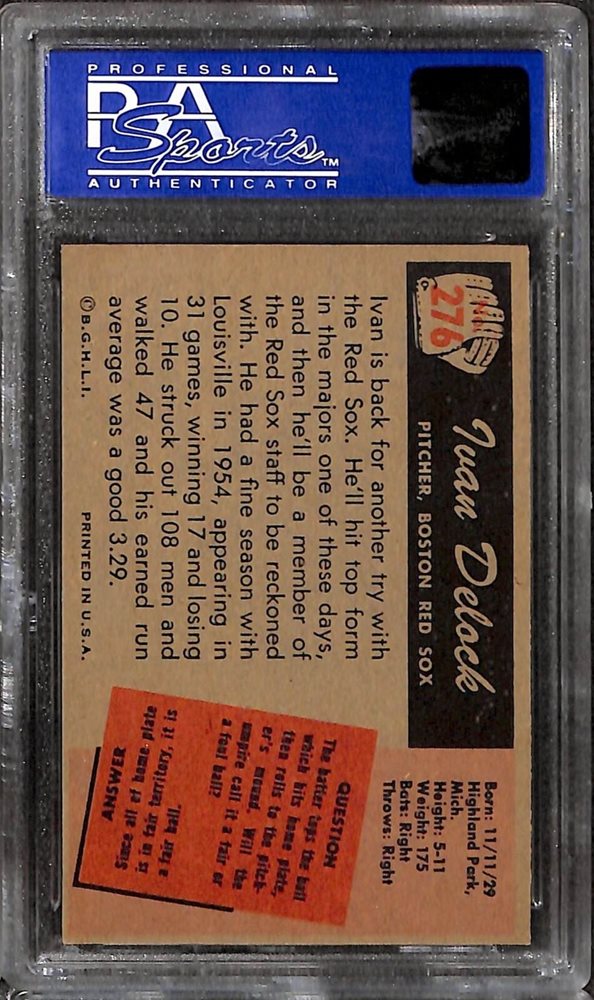 PROFESSIONAL
PSA
Sports™
AUTHENTICATOR
276
Ivan Delock
PITCHER, BOSTON RED SOX
Born: 11/11/29
Highland Park,
Mich.
Height: 5-11
Weight: 175
Bats: Right
Throws: Right
Ivan is back for another try with
the Red Sox. He'll hit top form
in the majors one of these days,
and then he'll be a member of
the Red Sox staff to be reckoned
with. He had a fine season with
Louisville in 1954, appearing in
31 games, winning 17 and losing
10. He struck out 108 men and
walked 47 and his earned run
average was a good 3.29.
©B.G.H.L.I.
PRINTED IN U.S.A.
QUESTION
The batter taps the ball
which hits home plate,
then rolls to the pitch-
er's mound. Will the
umpire call it a fair or
a foul ball?
ANSWER
Since all of home plate
is in fair territory, it is
a fair ball.